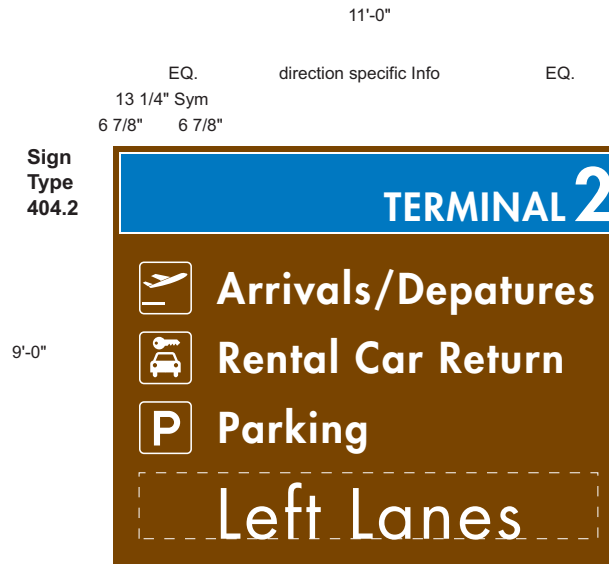 11'-0"
EQ. direction specific Info EQ.
13 1/4" Sym
6 7/8" 6 7/8"
Sign
Type
404.2
TERMINAL 2
Arrivals/Depatures
9'-0"
Rental Car Return
P Parking
Left Lanes